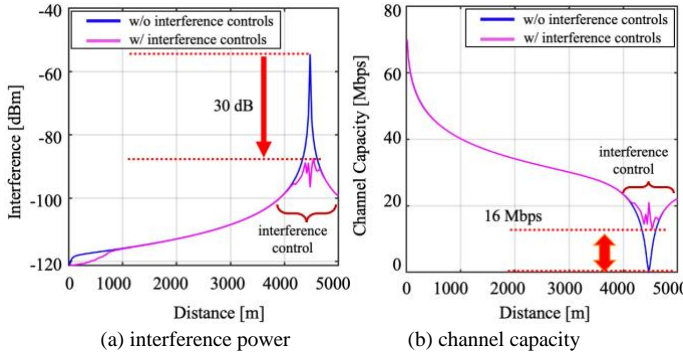 w/o interference controls
w/ interference controls
-40
-60
-80
-100
-120
Interference [dBm]
30 dB
interference
control
0 1000 2000 3000 4000 5000
Distance [m]
(a) interference power
w/o interference controls
w/ interference controls
80
60
40
20
0
Channel Capacity [Mbps]
interference
control
16 Mbps
0 1000 2000 3000 4000 5000
Distance [m]
(b) channel capacity